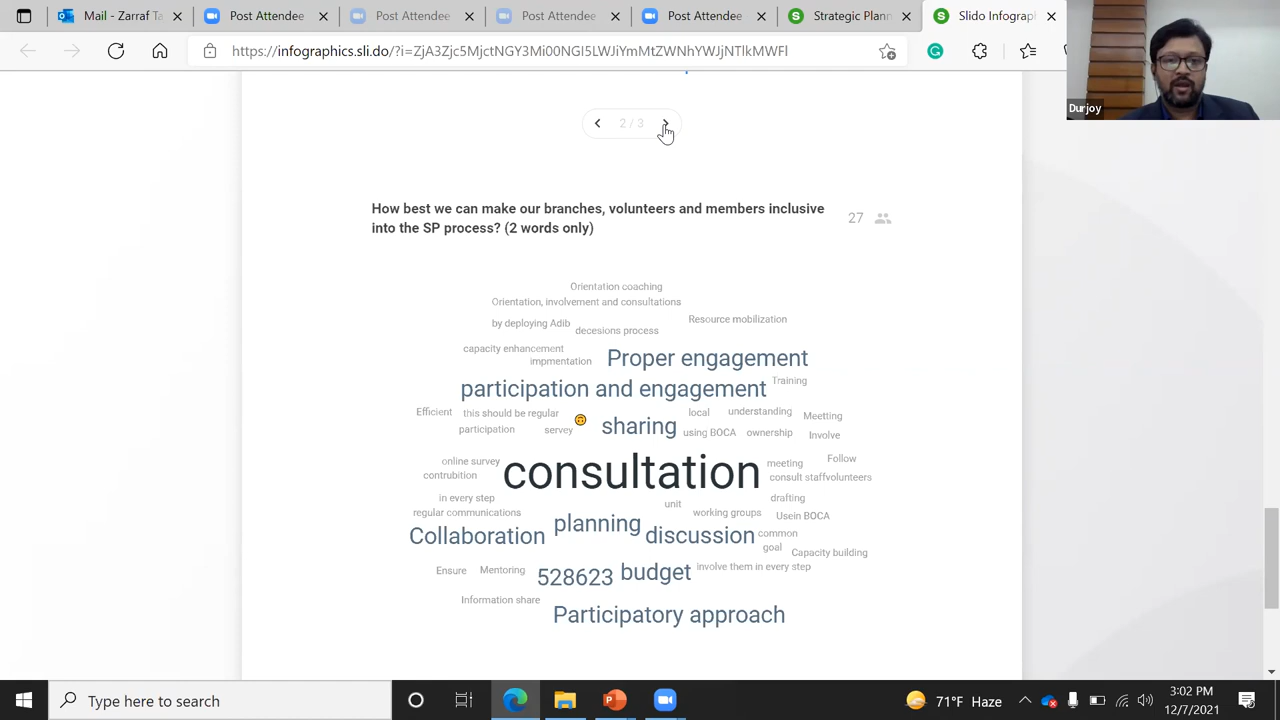 01 - Zarraf Ta
Post Attendee
Post Attendee
Post Attendee
Post Attendee
Strategic Plann
Slido Infograp
https://infographics.sli.do/?i=ZjA3Zjc5MjctNGY3Mi00NGI5LWJiYmMtZWNhYWJjNTlkMWFl
Durjoy
2 / 3
How best we can make our branches, volunteers and members inclusive
into the SP process? (2 words only)
27
Orientation coaching
Orientation, involvement and consultations
by deploying Adib
decesions process
Resource mobilization
capacity enhancement
impmentation
Proper engagement
participation and engagement
Training
Efficient
this should be regular
sharing
local
understanding
Meetting
participation
servey
using BOCA
ownership
Involve
online survey
consultation
meeting
Follow
contrubition
consult staffvolunteers
in every step
unit
drafting
regular communications
working groups
Usein BOCA
Collaboration
planning
discussion
common
goal
Capacity building
Ensure
Mentoring
528623
budget
involve them in every step
Information share
Participatory approach
Type here to search
71°F Haze
3:02 PM
12/7/2021